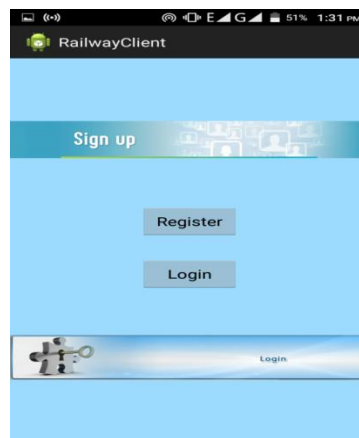 E G 51% 1:31 PM
RailwayClient
Sign up
Register
Login
Login